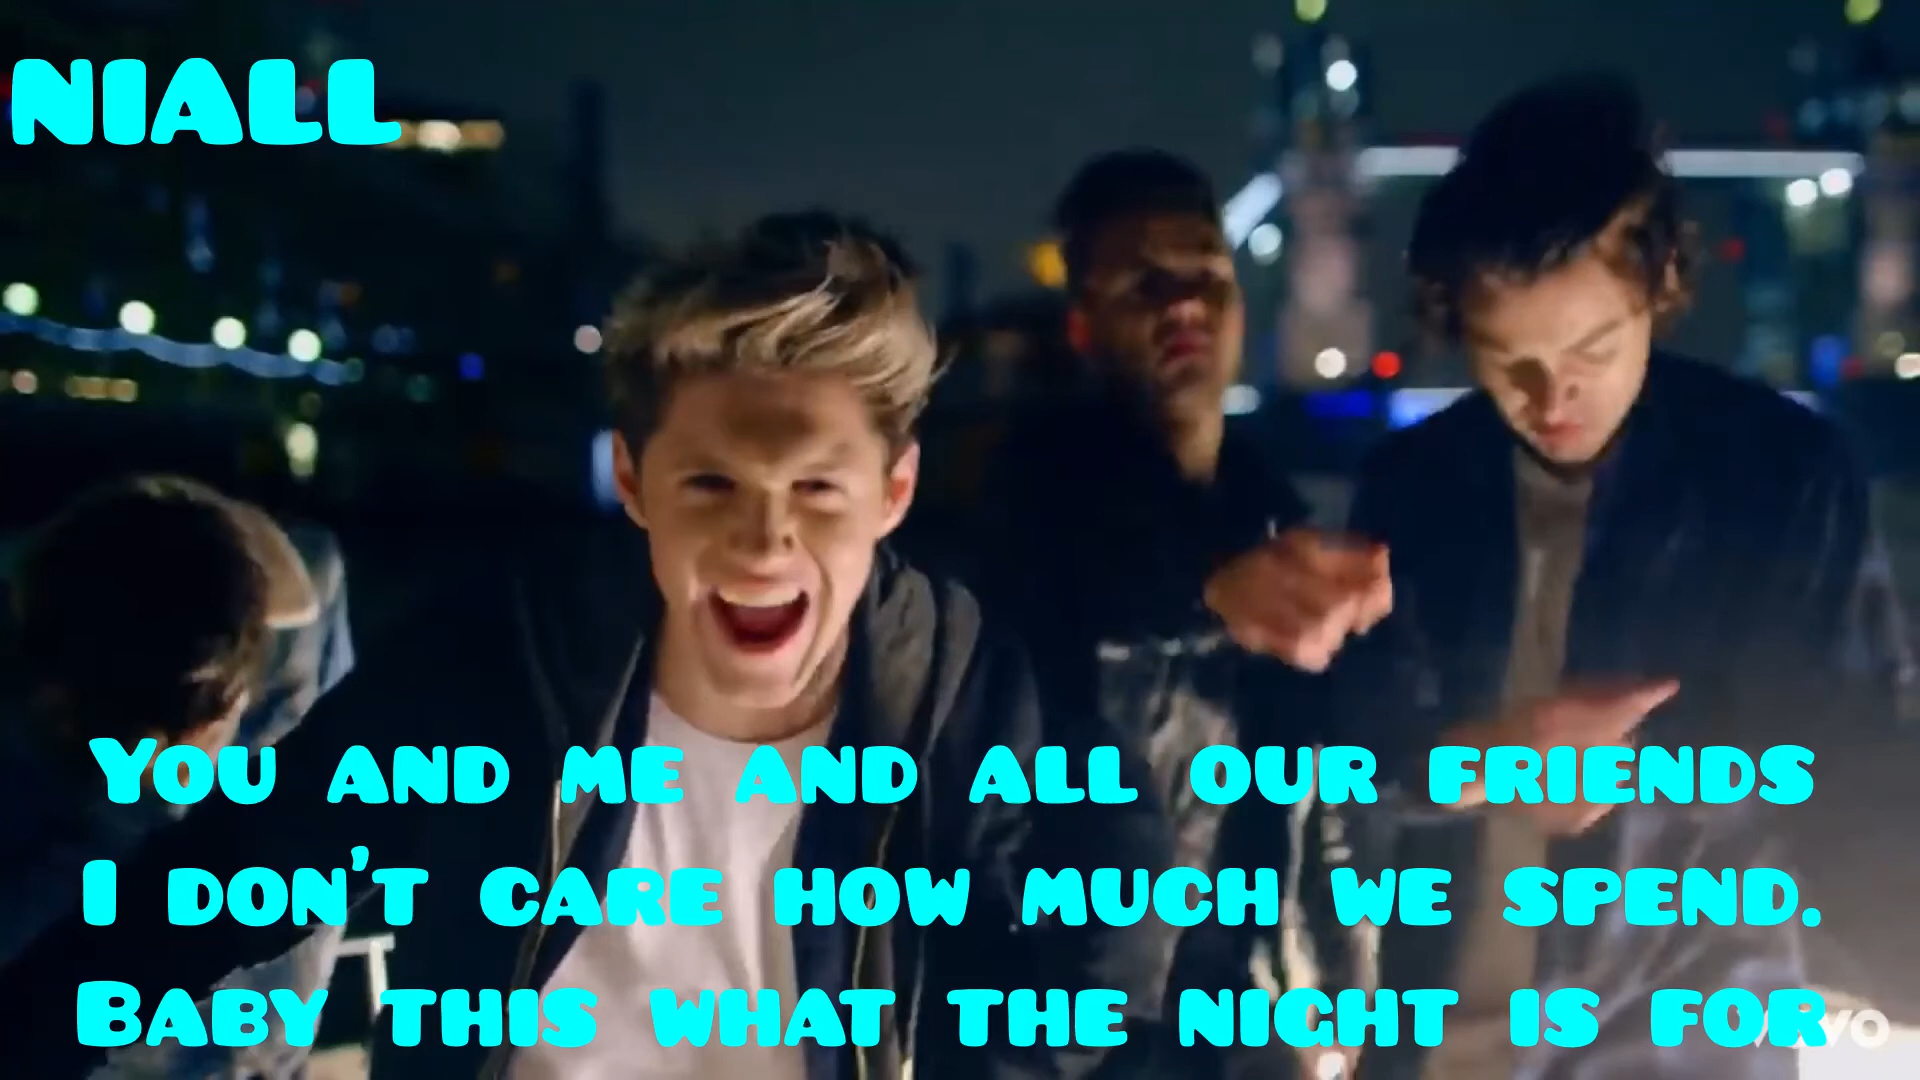 NIALL
YOU AND ME AND ALL OUR FRIENDS
I DON'T CARE HOW MUCH WE SPEND.
BABY THIS WHAT THE NIGHT IS FOR
vevo